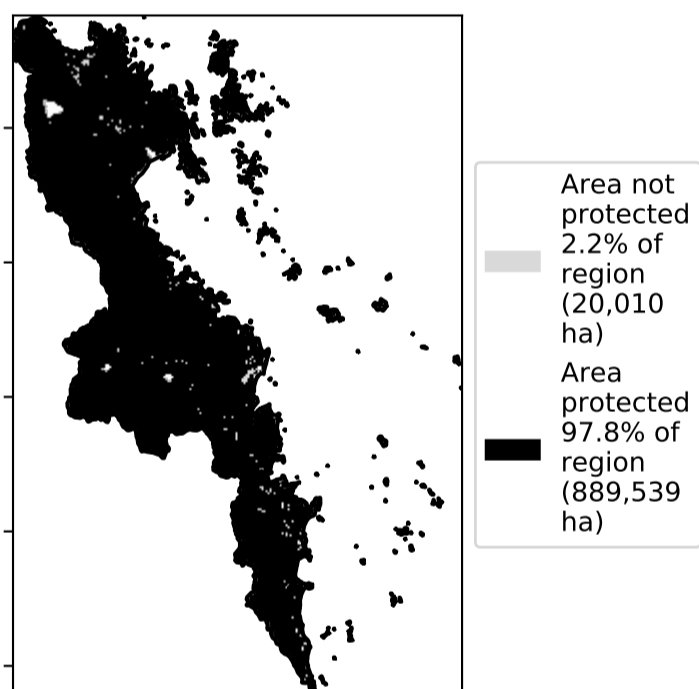 Area not
protected
2.2% of
region
(20,010
ha)
Area
protected
97.8% of
region
(889,539
ha)